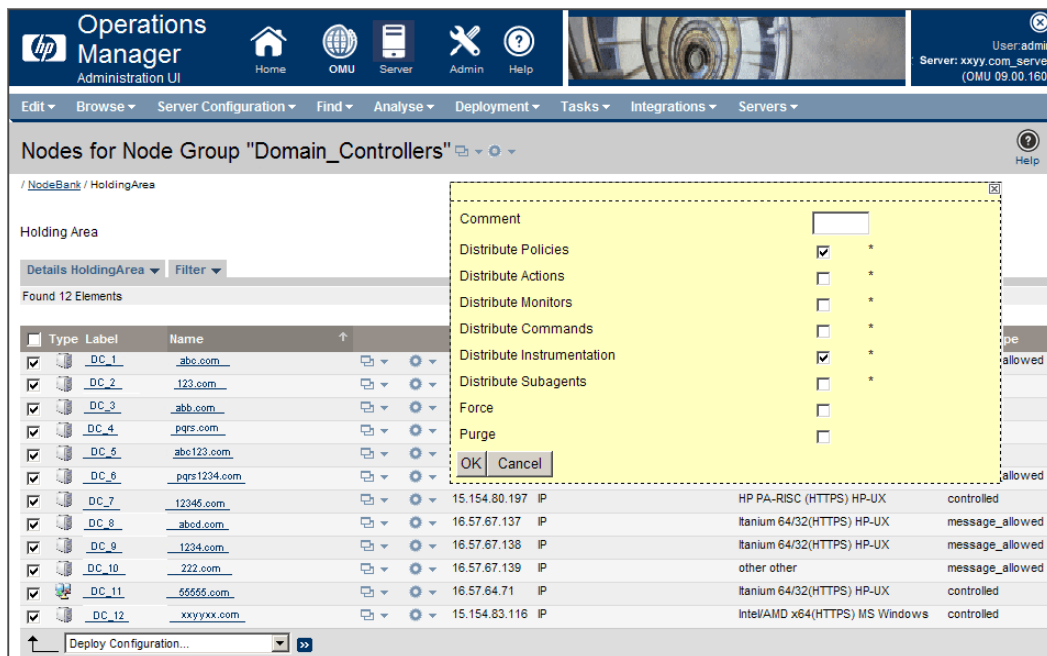 hp
Operations
Manager
Administration UI
Home
OMU
Server
Admin
Help
User:admi
Server: xxyy.com_serve
(OMU 09.00.160
Edit Browse Server Configuration Find Analyse Deployment Tasks Integrations Servers
Nodes for Node Group "Domain_Controllers"
Help
/ NodeBank / HoldingArea
Holding Area
Details HoldingArea Filter
Found 12 Elements
Comment
Distribute Policies *
Distribute Actions *
Distribute Monitors *
Distribute Commands *
Distribute Instrumentation *
Distribute Subagents *
Force
Purge
OK Cancel
Type Label Name pe
DC_1 abc.com allowed
DC_2 123.com
DC_3 abb.com
DC_4 pqrs.com
DC_5 abc123.com
DC_6 pqrs1234.com allowed
DC_7 12345.com 15.154.80.197 IP HP PA-RISC (HTTPS) HP-UX controlled
DC_8 abcd.com 16.57.67.137 IP Itanium 64/32(HTTPS) HP-UX message_allowed
DC_9 1234.com 16.57.67.138 IP Itanium 64/32(HTTPS) HP-UX message_allowed
DC_10 222.com 16.57.67.139 IP other other message_allowed
DC_11 55555.com 16.57.64.71 IP Itanium 64/32(HTTPS) HP-UX controlled
DC_12 xxyyxx.com 15.154.83.116 IP Intel/AMD x64(HTTPS) MS Windows controlled
Deploy Configuration...